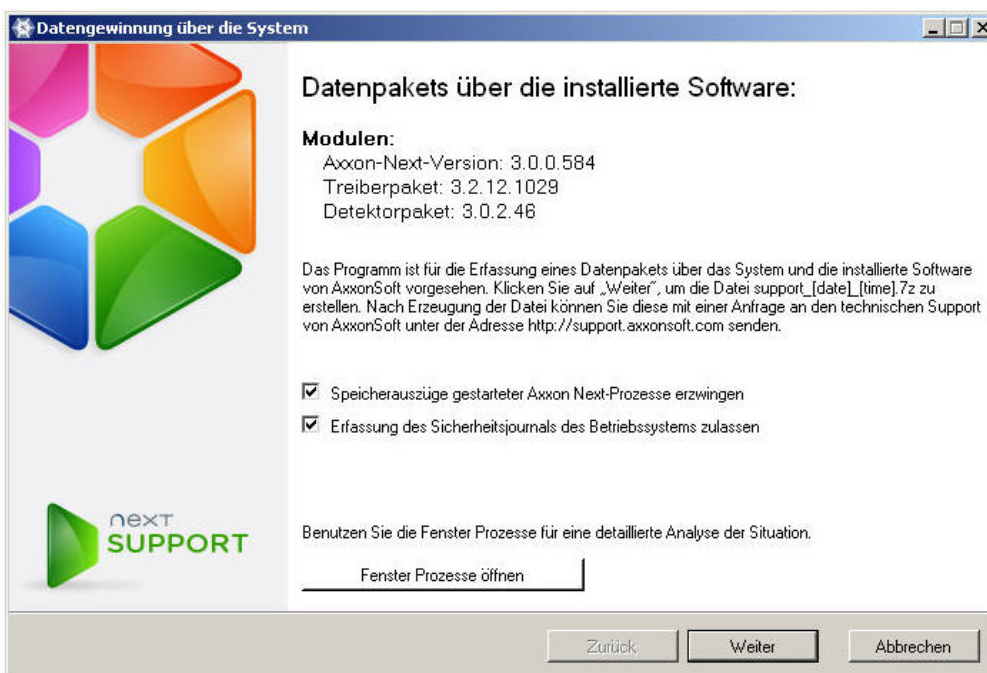 Datengewinnung über die System
Datenpakets über die installierte Software:
Modulen:
Axxon-Next-Version: 3.0.0.584
Treiberpaket: 3.2.12.1029
Detektorpaket: 3.0.2.46
Das Programm ist für die Erfassung eines Datenpakets über das System und die installierte Software
von AxxonSoft vorgesehen. Klicken Sie auf „Weiter“, um die Datei support_[date]_[time].7z zu
erstellen. Nach Erzeugung der Datei können Sie diese mit einer Anfrage an den technischen Support
von AxxonSoft unter der Adresse http://support.axxonsoft.com senden.
Speicherauszüge gestarteter Axxon Next-Prozesse erzwingen
Erfassung des Sicherheitsjournals des Betriebssystems zulassen
next
SUPPORT
Benutzen Sie die Fenster Prozesse für eine detaillierte Analyse der Situation.
Fenster Prozesse öffnen
Zurück
Weiter
Abbrechen